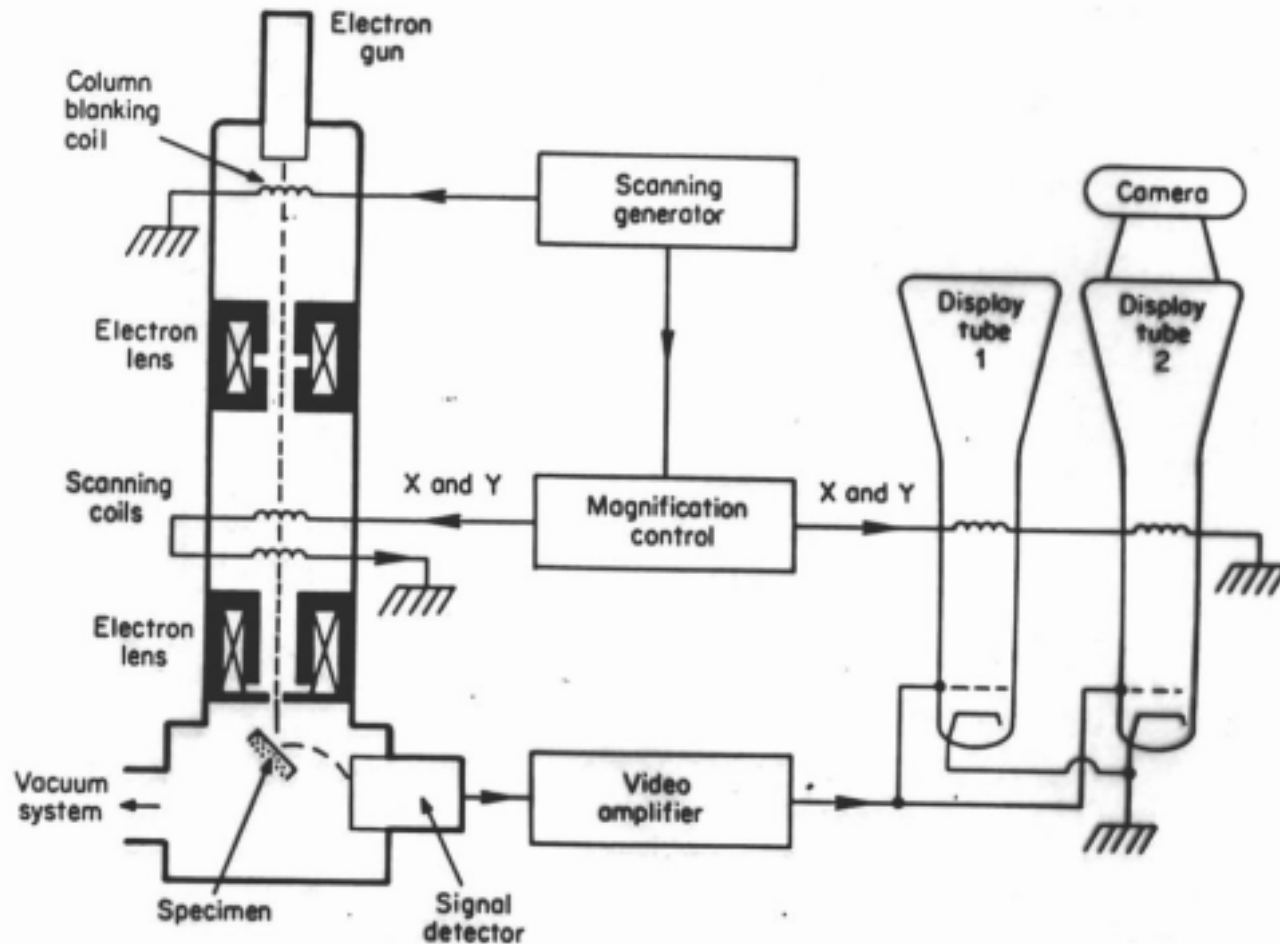 Electron
gun
Column
blanking
coil
Scanning
generator
Camera
Display
tube
1
Display
tube
2
Electron
lens
Scanning
coils
X and Y
Magnification
control
X and Y
Electron
lens
Vacuum
system
Video
amplifier
Specimen
Signal
detector